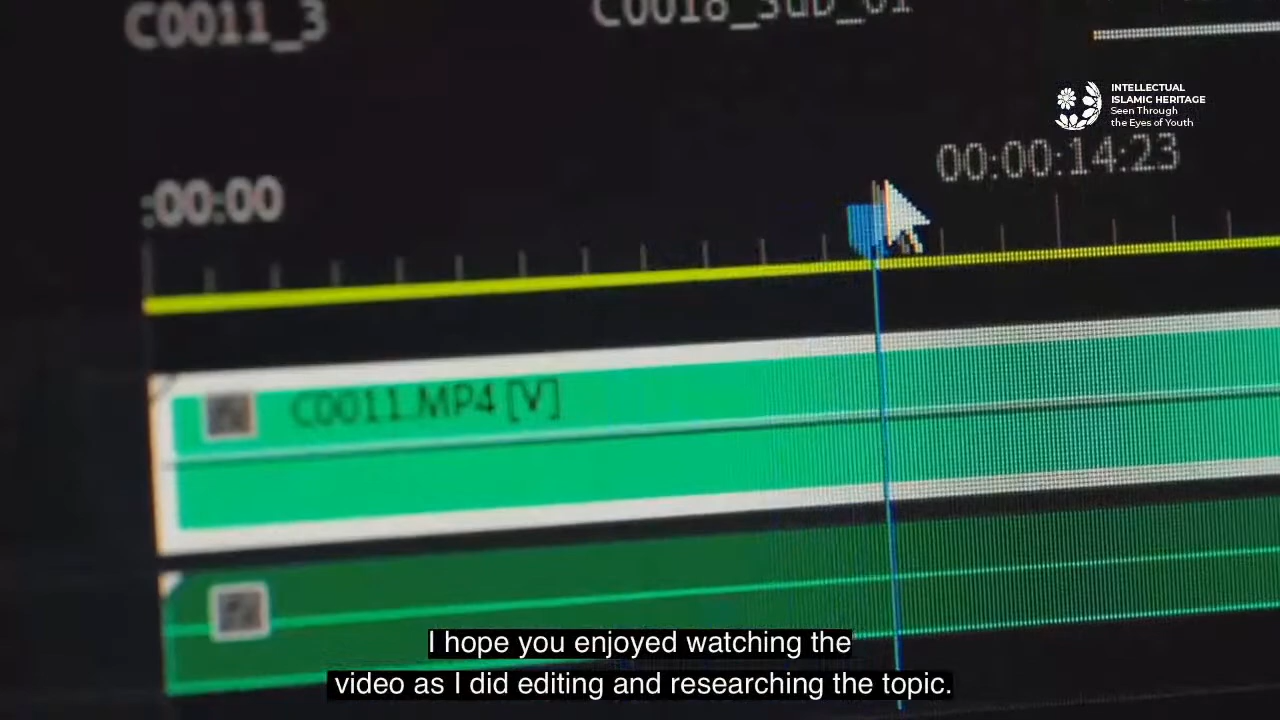 C0011_3
C0018_Sub_01
INTELLECTUAL
ISLAMIC HERITAGE
Seen Through
the Eyes of Youth
00:00:14:23
:00:00
C0011.MP4 [V]
I hope you enjoyed watching the
video as I did editing and researching the topic.